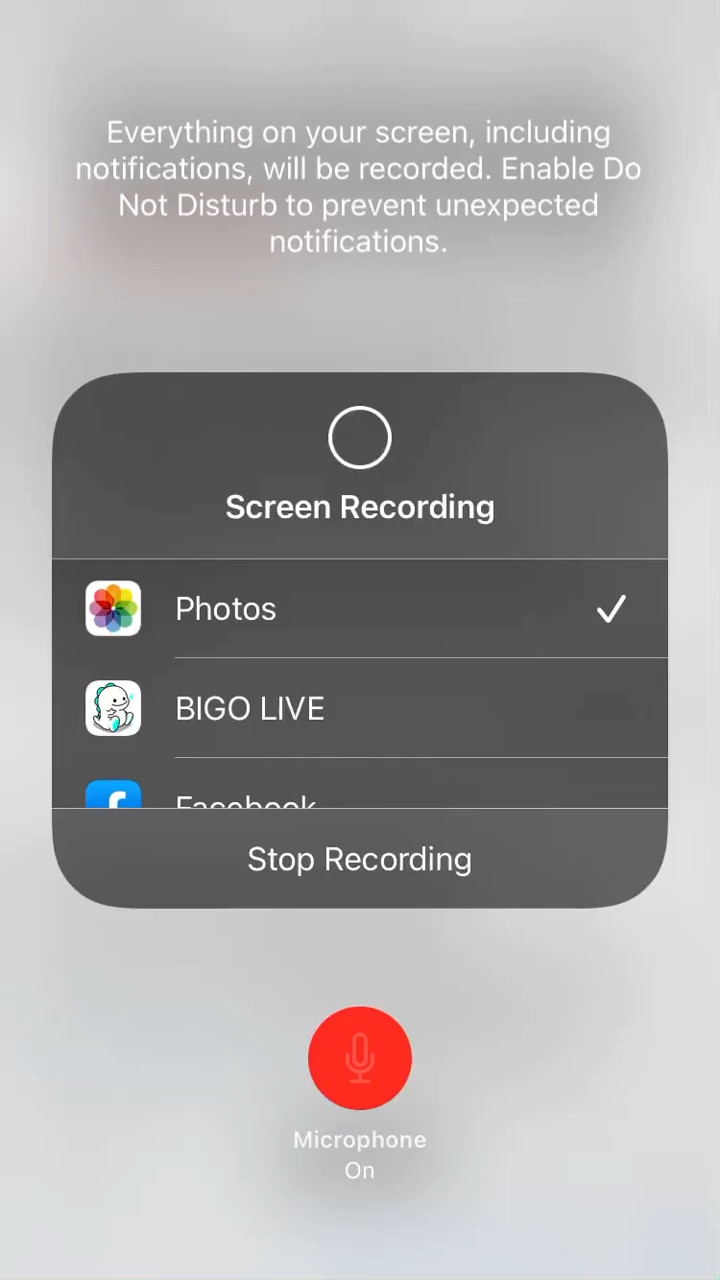 Everything on your screen, including
notifications, will be recorded. Enable Do
Not Disturb to prevent unexpected
notifications.
Screen Recording
Photos
BIGO LIVE
Facebook
Stop Recording
Microphone
On